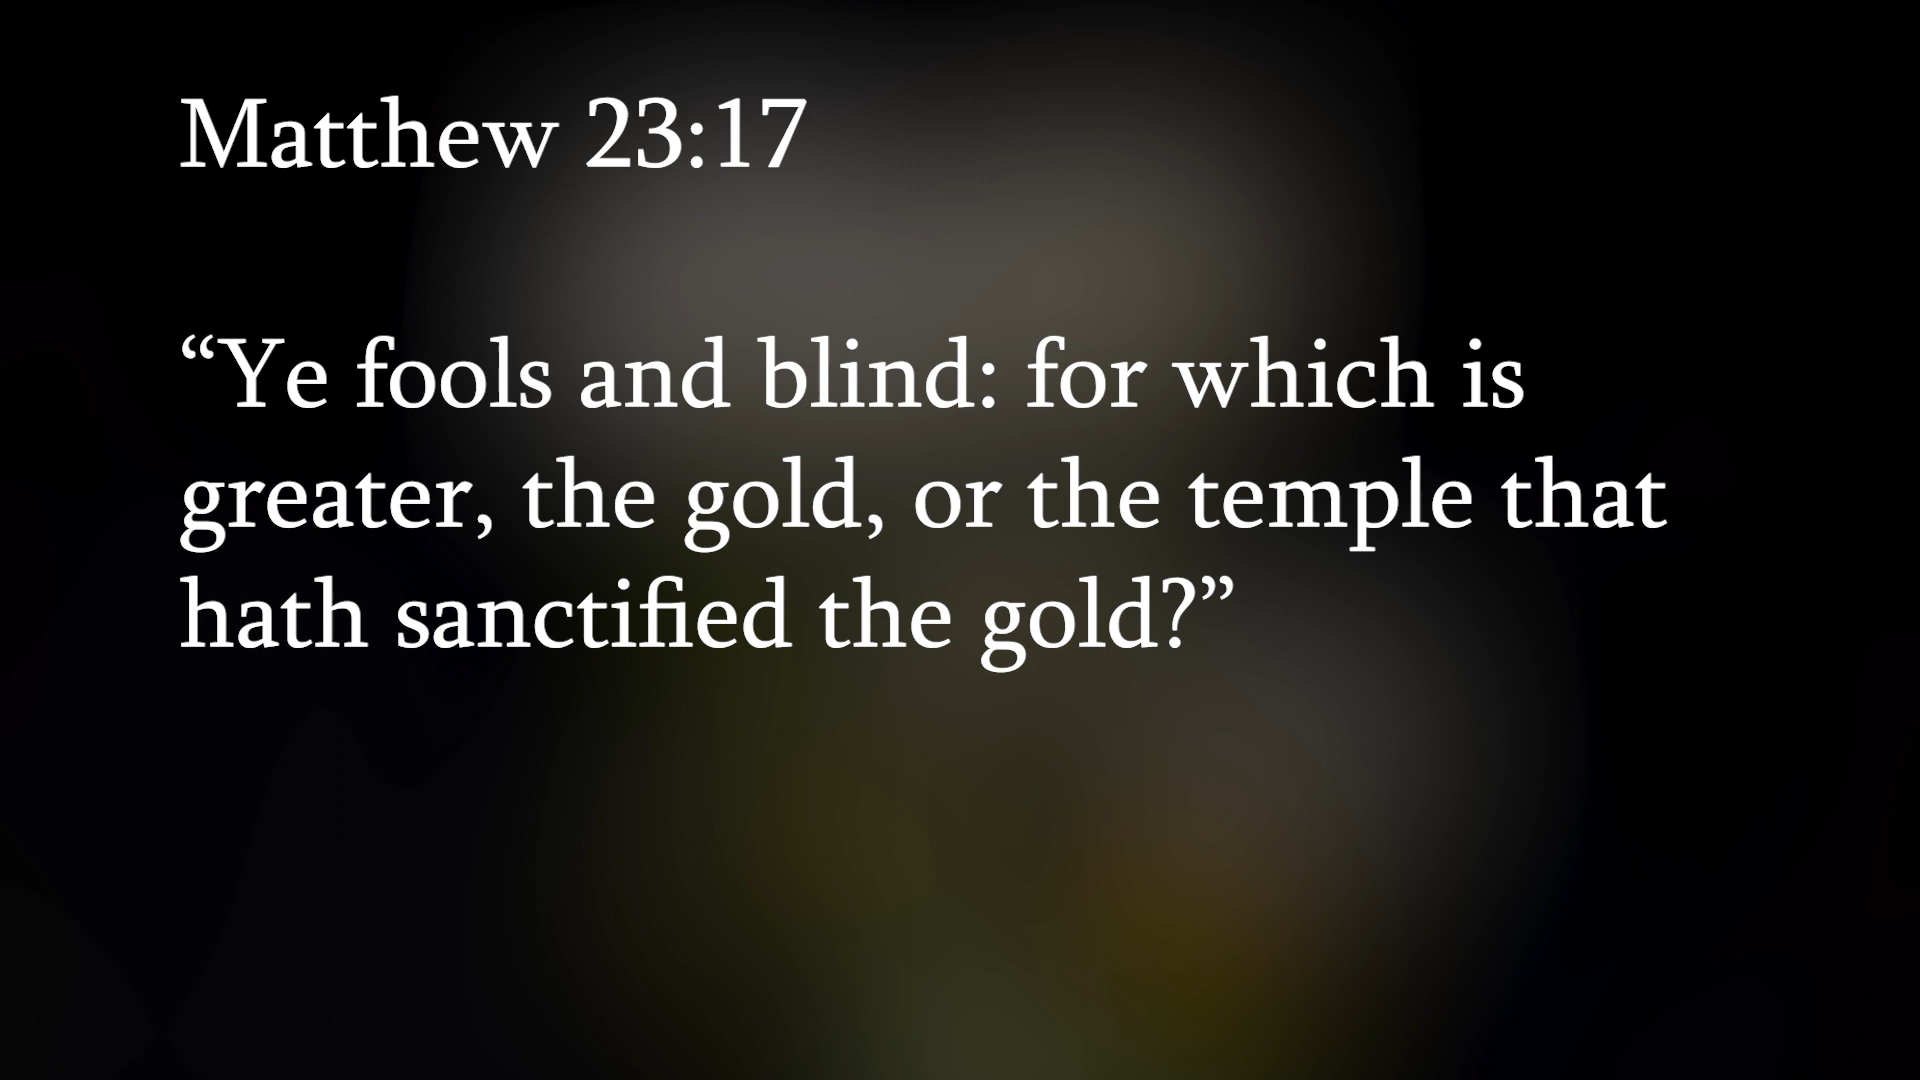 Matthew 23:17
“Ye fools and blind: for which is
greater, the gold, or the temple that
hath sanctified the gold?”